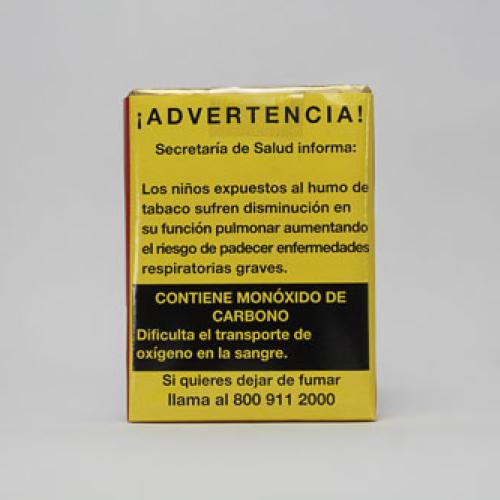 ¡ADVERTENCIA!
Secretaría de Salud informa:
Los niños expuestos al humo de
tabaco sufren disminución en
su función pulmonar aumentando
el riesgo de padecer enfermedades
respiratorias graves.
CONTIENE MONÓXIDO DE
CARBONO
Dificulta el transporte de
oxígeno en la sangre.
Si quieres dejar de fumar
llama al 800 911 2000